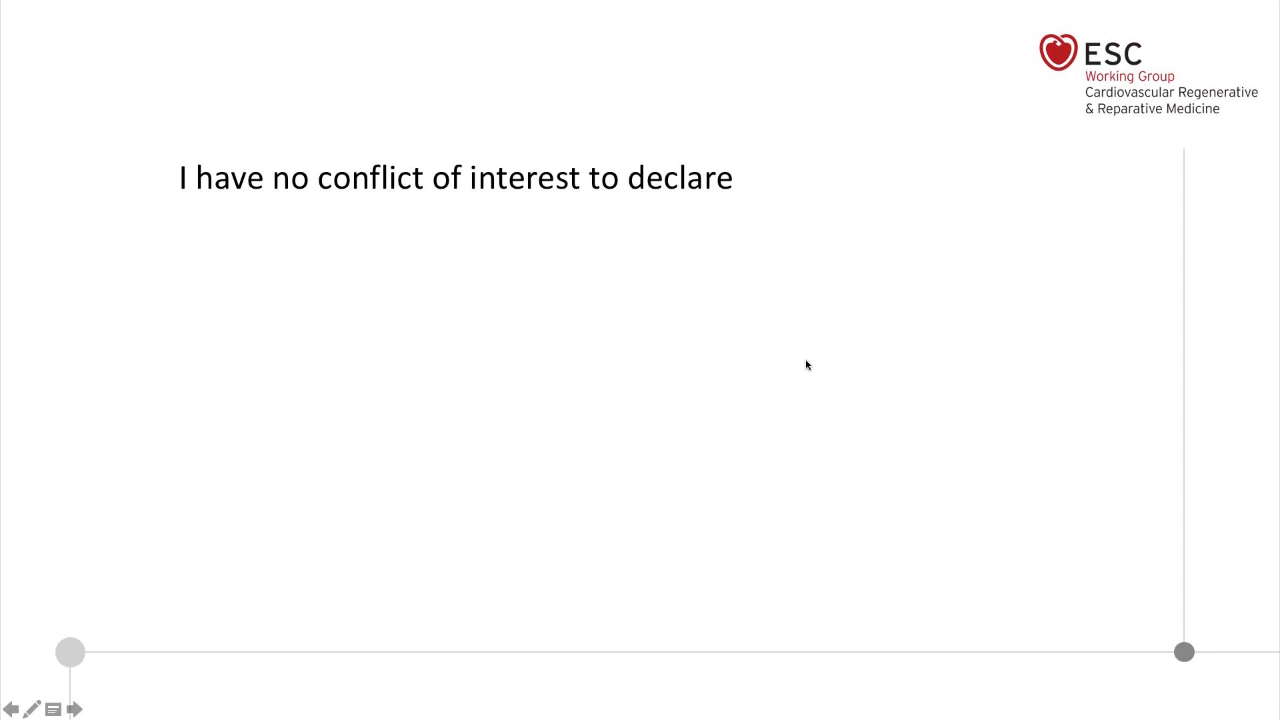 ESC
Working Group
Cardiovascular Regenerative
& Reparative Medicine
I have no conflict of interest to declare